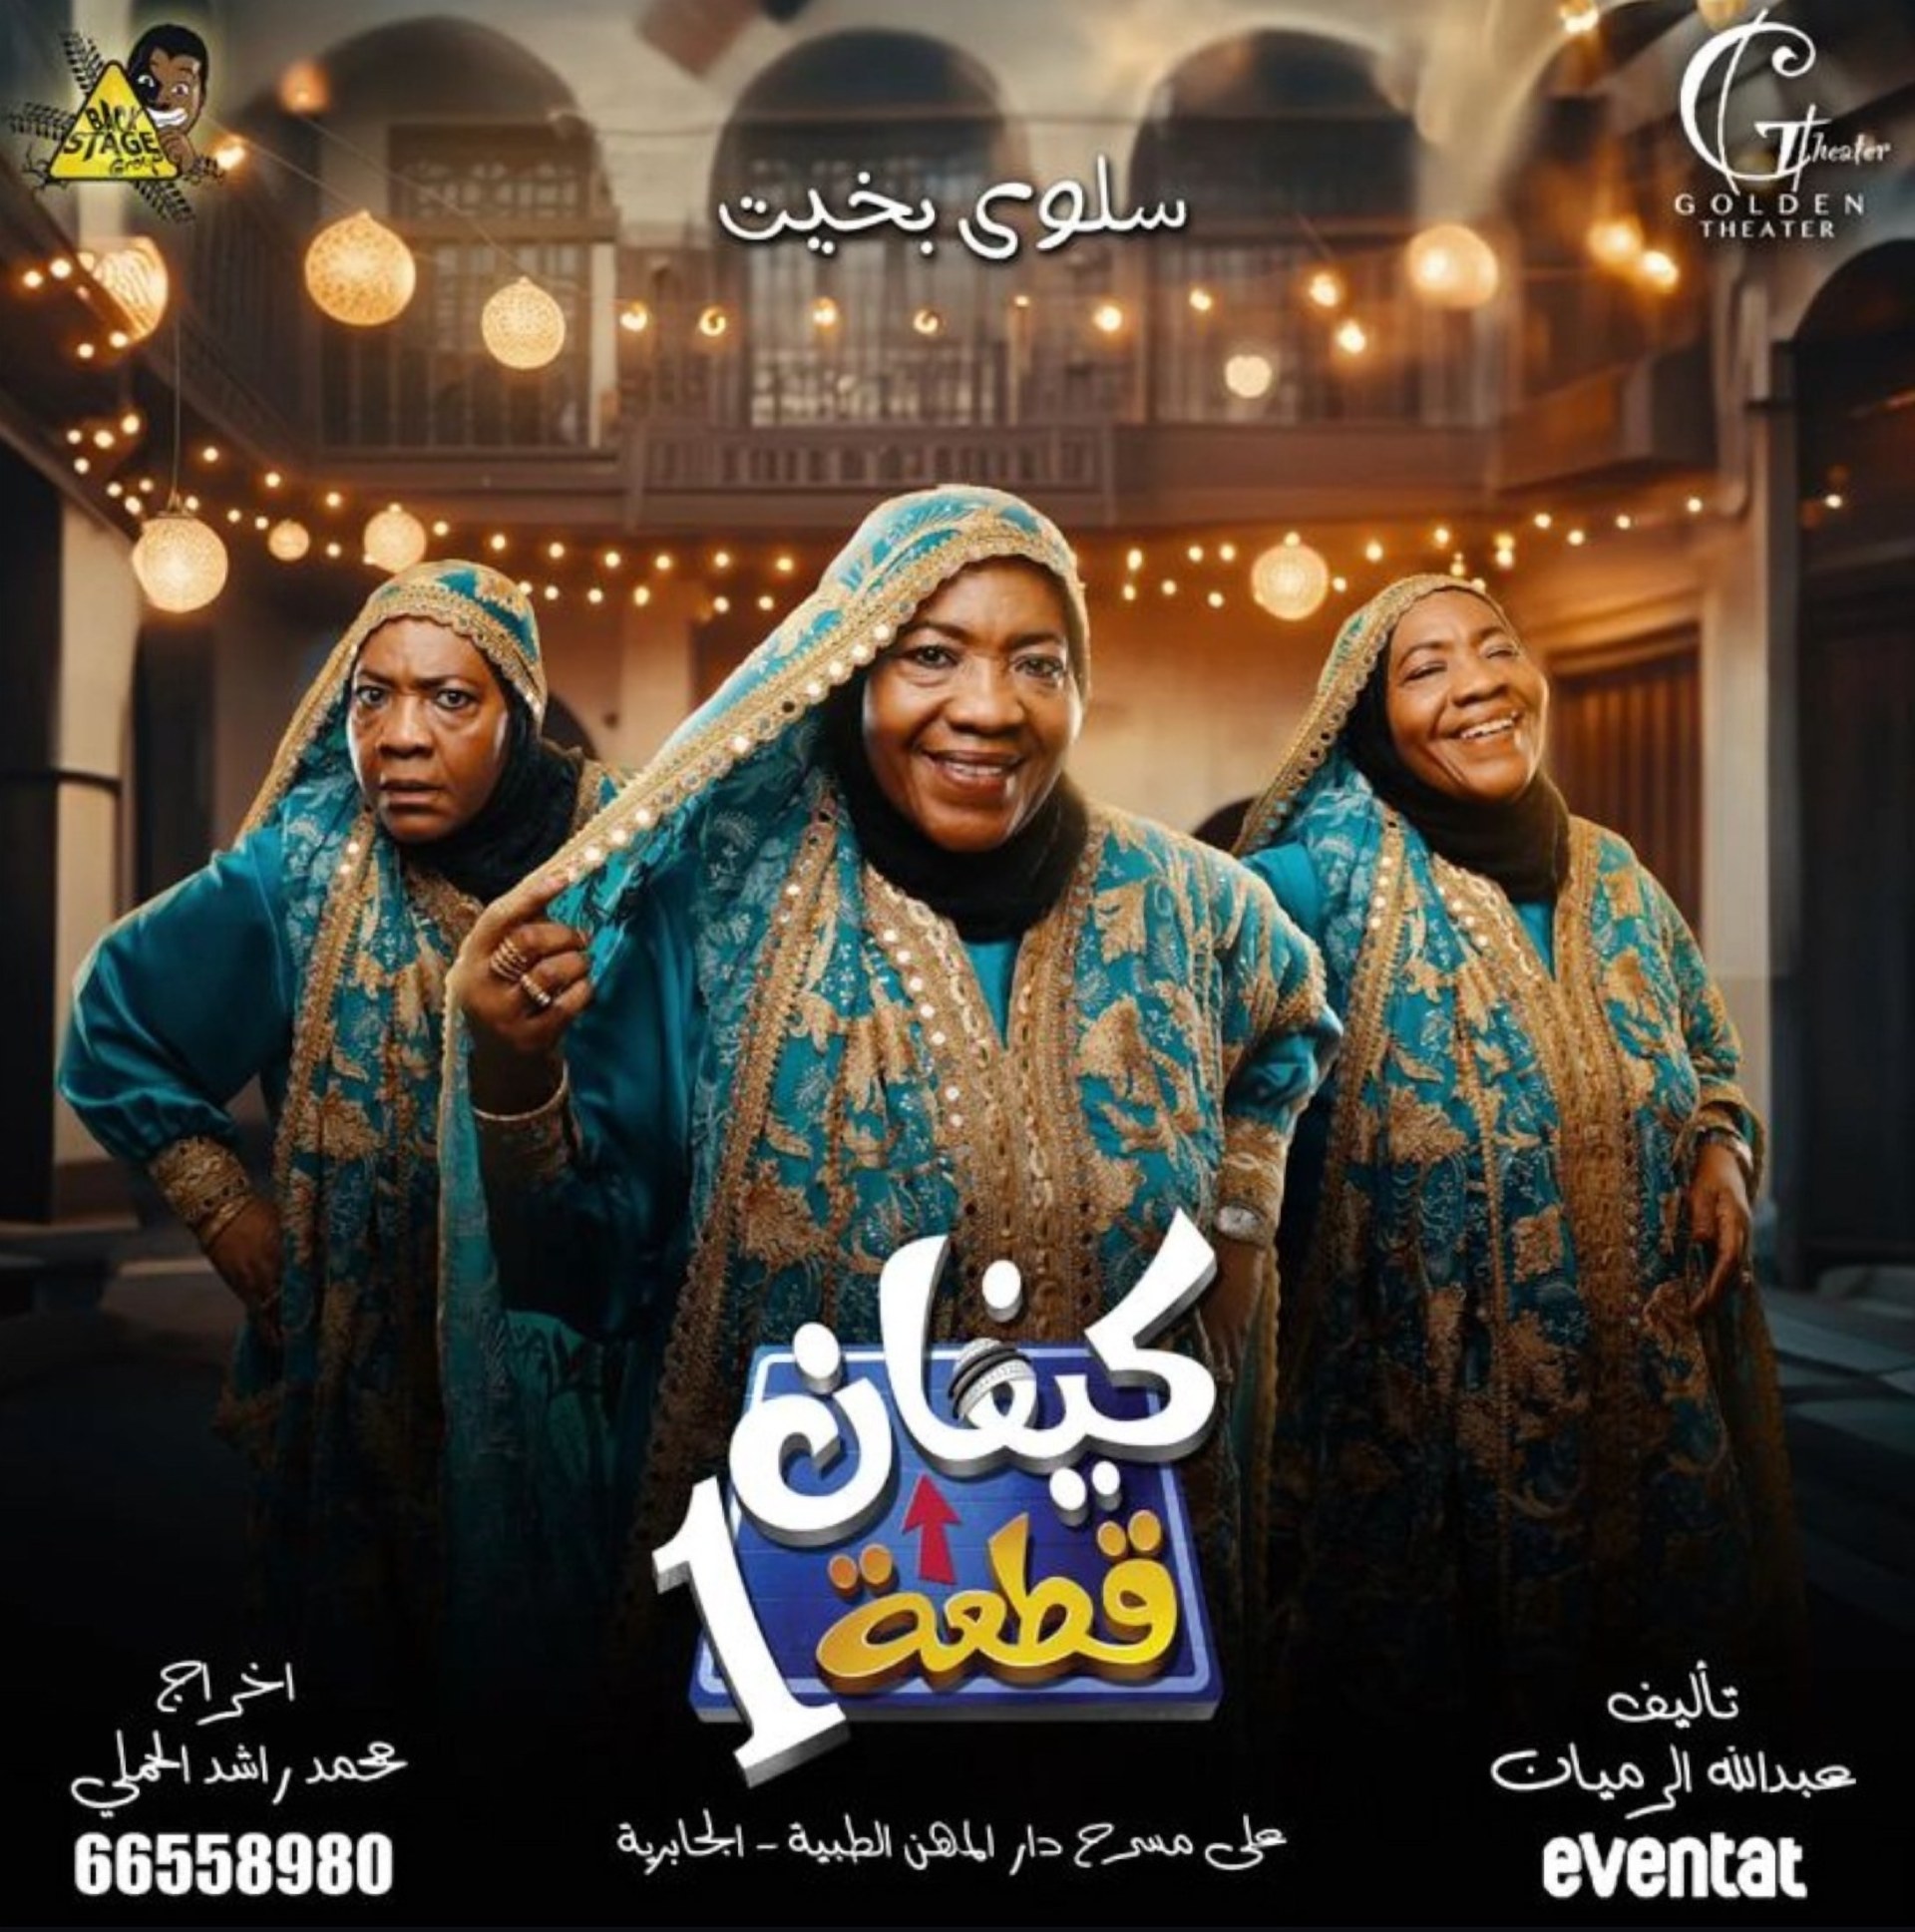 BACK
STAGE
Group
Gtheater
GOLDEN
THEATER
سلوى بخيت
كيفان
قطعة
1
تأليف
عبدالله الرميان
eventat
اخراج
محمد راشد الحملي
66558980
على مسرح دار المهن الطبية - الجابرية